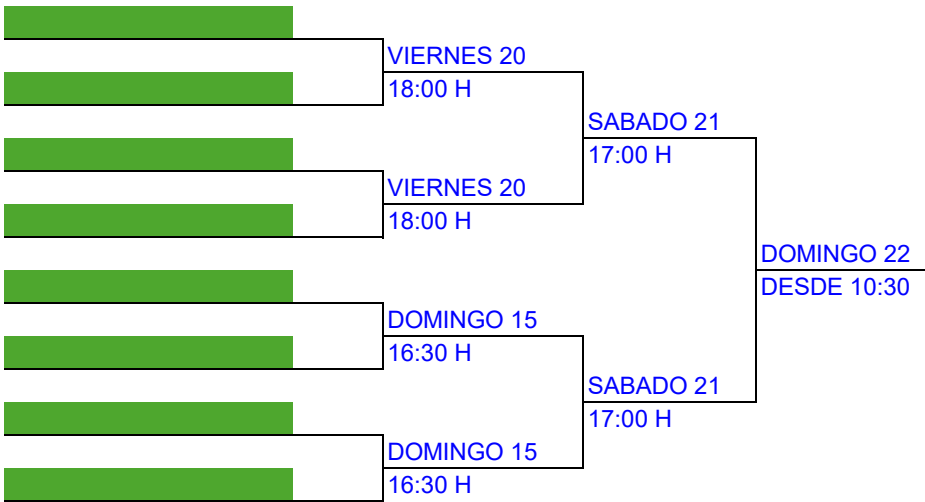 VIERNES 20
18:00 H
SABADO 21
17:00 H
VIERNES 20
18:00 H
DOMINGO 22
DESDE 10:30
DOMINGO 15
16:30 H
SABADO 21
17:00 H
DOMINGO 15
16:30 H